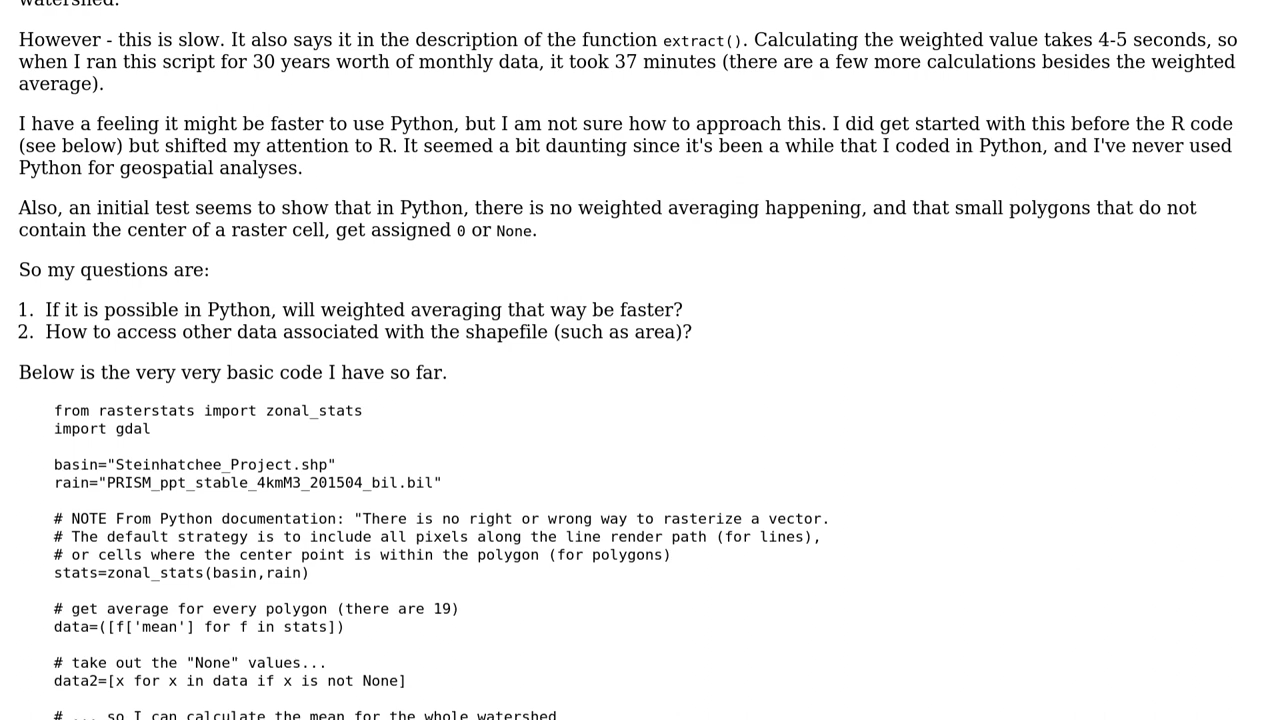 watershed.
However - this is slow. It also says it in the description of the function extract(). Calculating the weighted value takes 4-5 seconds, so
when I ran this script for 30 years worth of monthly data, it took 37 minutes (there are a few more calculations besides the weighted
average).
I have a feeling it might be faster to use Python, but I am not sure how to approach this. I did get started with this before the R code
(see below) but shifted my attention to R. It seemed a bit daunting since it's been a while that I coded in Python, and I've never used
Python for geospatial analyses.
Also, an initial test seems to show that in Python, there is no weighted averaging happening, and that small polygons that do not
contain the center of a raster cell, get assigned 0 or None.
So my questions are:
1. If it is possible in Python, will weighted averaging that way be faster?
2. How to access other data associated with the shapefile (such as area)?
Below is the very very basic code I have so far.
from rasterstats import zonal_stats
import gdal
basin="Steinhatchee_Project.shp"
rain="PRISM_ppt_stable_4kmM3_201504_bil.bil"
# NOTE From Python documentation: "There is no right or wrong way to rasterize a vector.
# The default strategy is to include all pixels along the line render path (for lines),
# or cells where the center point is within the polygon (for polygons)
stats=zonal_stats(basin,rain)
# get average for every polygon (there are 19)
data=([f['mean'] for f in stats])
# take out the "None" values...
data2=[x for x in data if x is not None]
# ... so I can calculate the mean for the whole watershed